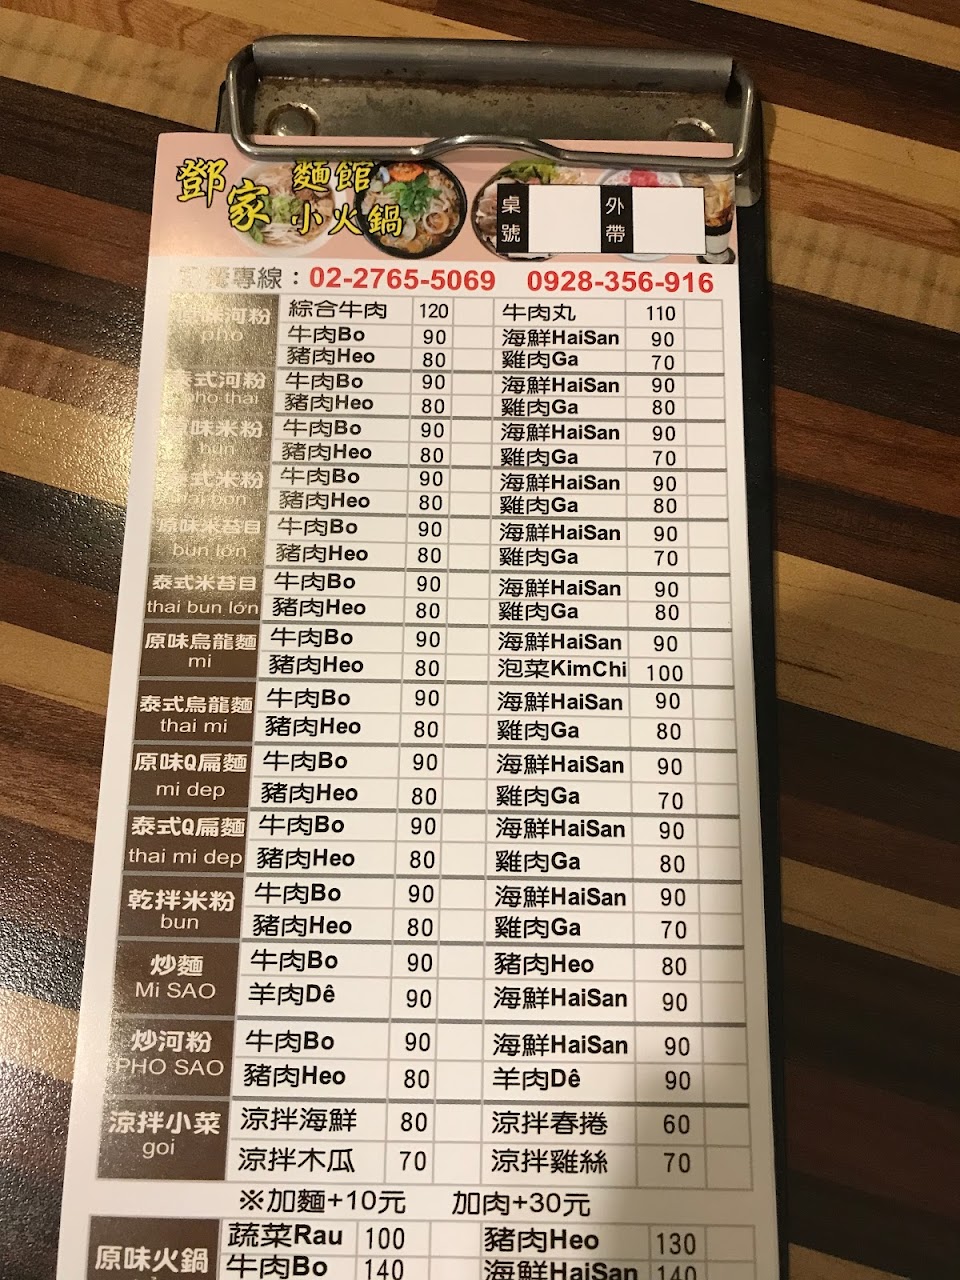 鄧家 麵館
小火鍋
桌號 外帶
專線:02-2765-5069 0928-356-916
原味河粉 pho 綜合牛肉 120 牛肉丸 110
牛肉Bo 90 海鮮HaiSan 90
豬肉Heo 80 雞肉Ga 70
泰式河粉 pho thai 牛肉Bo 90 海鮮HaiSan 90
豬肉Heo 80 雞肉Ga 80
原味米粉 bun 牛肉Bo 90 海鮮HaiSan 90
豬肉Heo 80 雞肉Ga 70
泰式米粉 牛肉Bo 90 海鮮HaiSan 90
豬肉Heo 80 雞肉Ga 80
原味米苔目 bun lớn 牛肉Bo 90 海鮮HaiSan 90
豬肉Heo 80 雞肉Ga 70
泰式米苔目 thai bun lớn 牛肉Bo 90 海鮮HaiSan 90
豬肉Heo 80 雞肉Ga 80
原味烏龍麵 mi 牛肉Bo 90 海鮮HaiSan 90
豬肉Heo 80 泡菜KimChi 100
泰式烏龍麵 thai mi 牛肉Bo 90 海鮮HaiSan 90
豬肉Heo 80 雞肉Ga 80
原味Q扁麵 mi dep 牛肉Bo 90 海鮮HaiSan 90
豬肉Heo 80 雞肉Ga 70
泰式Q扁麵 thai mi dep 牛肉Bo 90 海鮮HaiSan 90
豬肉Heo 80 雞肉Ga 80
乾拌米粉 bun 牛肉Bo 90 海鮮HaiSan 90
豬肉Heo 80 雞肉Ga 70
炒麵 Mi SAO 牛肉Bo 90 豬肉Heo 80
羊肉Dê 90 海鮮HaiSan 90
炒河粉 PHO SAO 牛肉Bo 90 海鮮HaiSan 90
豬肉Heo 80 羊肉Dê 90
涼拌小菜 goi 涼拌海鮮 80 涼拌春捲 60
涼拌木瓜 70 涼拌雞絲 70
※加麵+10元 加肉+30元
原味火鍋 蔬菜Rau 100 豬肉Heo 130
牛肉Bo 140 海鮮HaiSan 140